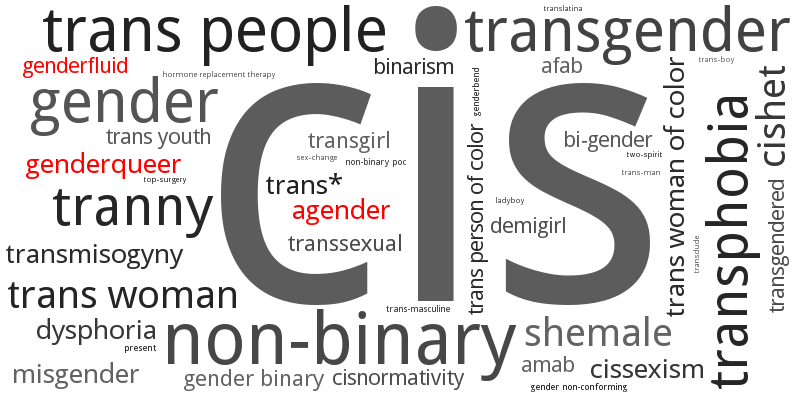 translatina
trans people
transgender
genderfluid
hormone replacement therapy
binarism
afab
trans-boy
gender
cis
genderbend
trans woman of color
cishet
trans youth
transgirl
bi-gender
transphobia
sex-change
non-binary poc
two-spirit
genderqueer
trans person of color
trans-man
top-surgery
trans*
tranny
agender
ladyboy
demigirl
transgendered
transmisogyny
transsexual
transdude
trans woman
trans-masculine
dysphoria
non-binary
shemale
present
misgender
gender binary
cisnormativity
amab
cissexism
gender non-conforming